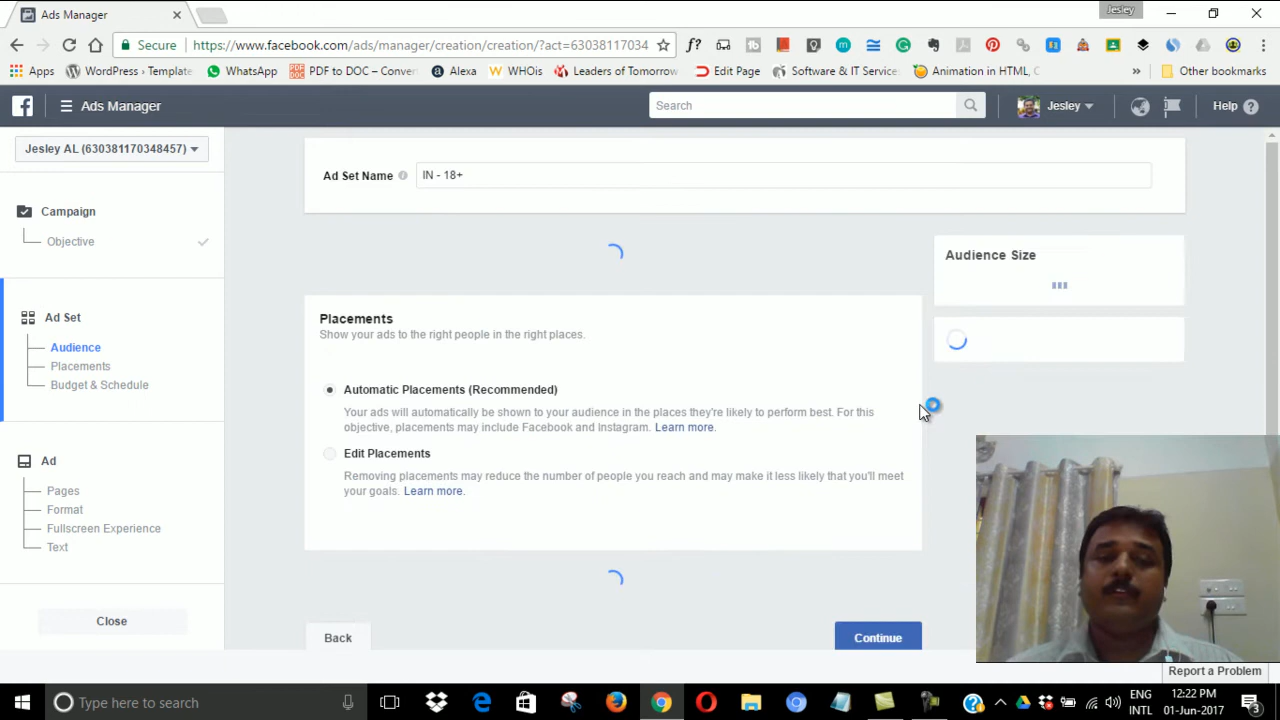 Ads Manager
Jesley
Secure
https://www.facebook.com/ads/manager/creation/creation/?act=63038117034
f?
Apps
WordPress › Template
WhatsApp
PDF to DOC – Conver
Alexa
WHOis
Leaders of Tomorrow
Edit Page
Software & IT Service
Animation in HTML, C
»
Other bookmarks
Ads Manager
Search
Jesley
Help
Jesley AL (630381170348457)
Campaign
Objective
Ad Set
Audience
Placements
Budget & Schedule
Ad
Pages
Format
Fullscreen Experience
Text
Close
Ad Set Name
IN - 18+
Placements
Show your ads to the right people in the right places.
Automatic Placements (Recommended)
Your ads will automatically be shown to your audience in the places they're likely to perform best. For this
objective, placements may include Facebook and Instagram. Learn more.
Edit Placements
Removing placements may reduce the number of people you reach and may make it less likely that you'll meet
your goals. Learn more.
Back
Continue
Audience Size
Report a Problem
Type here to search
ENG
INTL
12:22 PM
01-Jun-2017
3